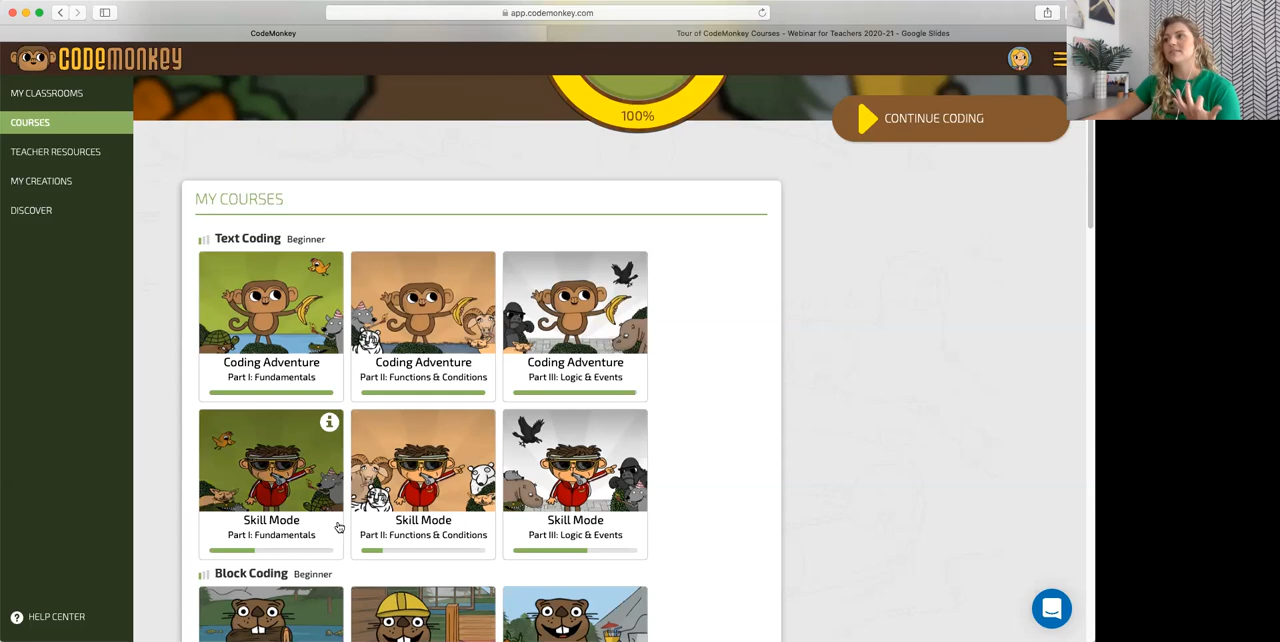 app.codemonkey.com
CodeMonkey
Tour of CodeMonkey Courses - Webinar for Teachers 2020-21 - Google Slides
CODEMONKEY
MY CLASSROOMS
COURSES
TEACHER RESOURCES
MY CREATIONS
DISCOVER
HELP CENTER
100%
CONTINUE CODING
MY COURSES
Text Coding Beginner
Coding Adventure
Part I: Fundamentals
Coding Adventure
Part II: Functions & Conditions
Coding Adventure
Part III: Logic & Events
Skill Mode
Part I: Fundamentals
Skill Mode
Part II: Functions & Conditions
Skill Mode
Part III: Logic & Events
Block Coding Beginner